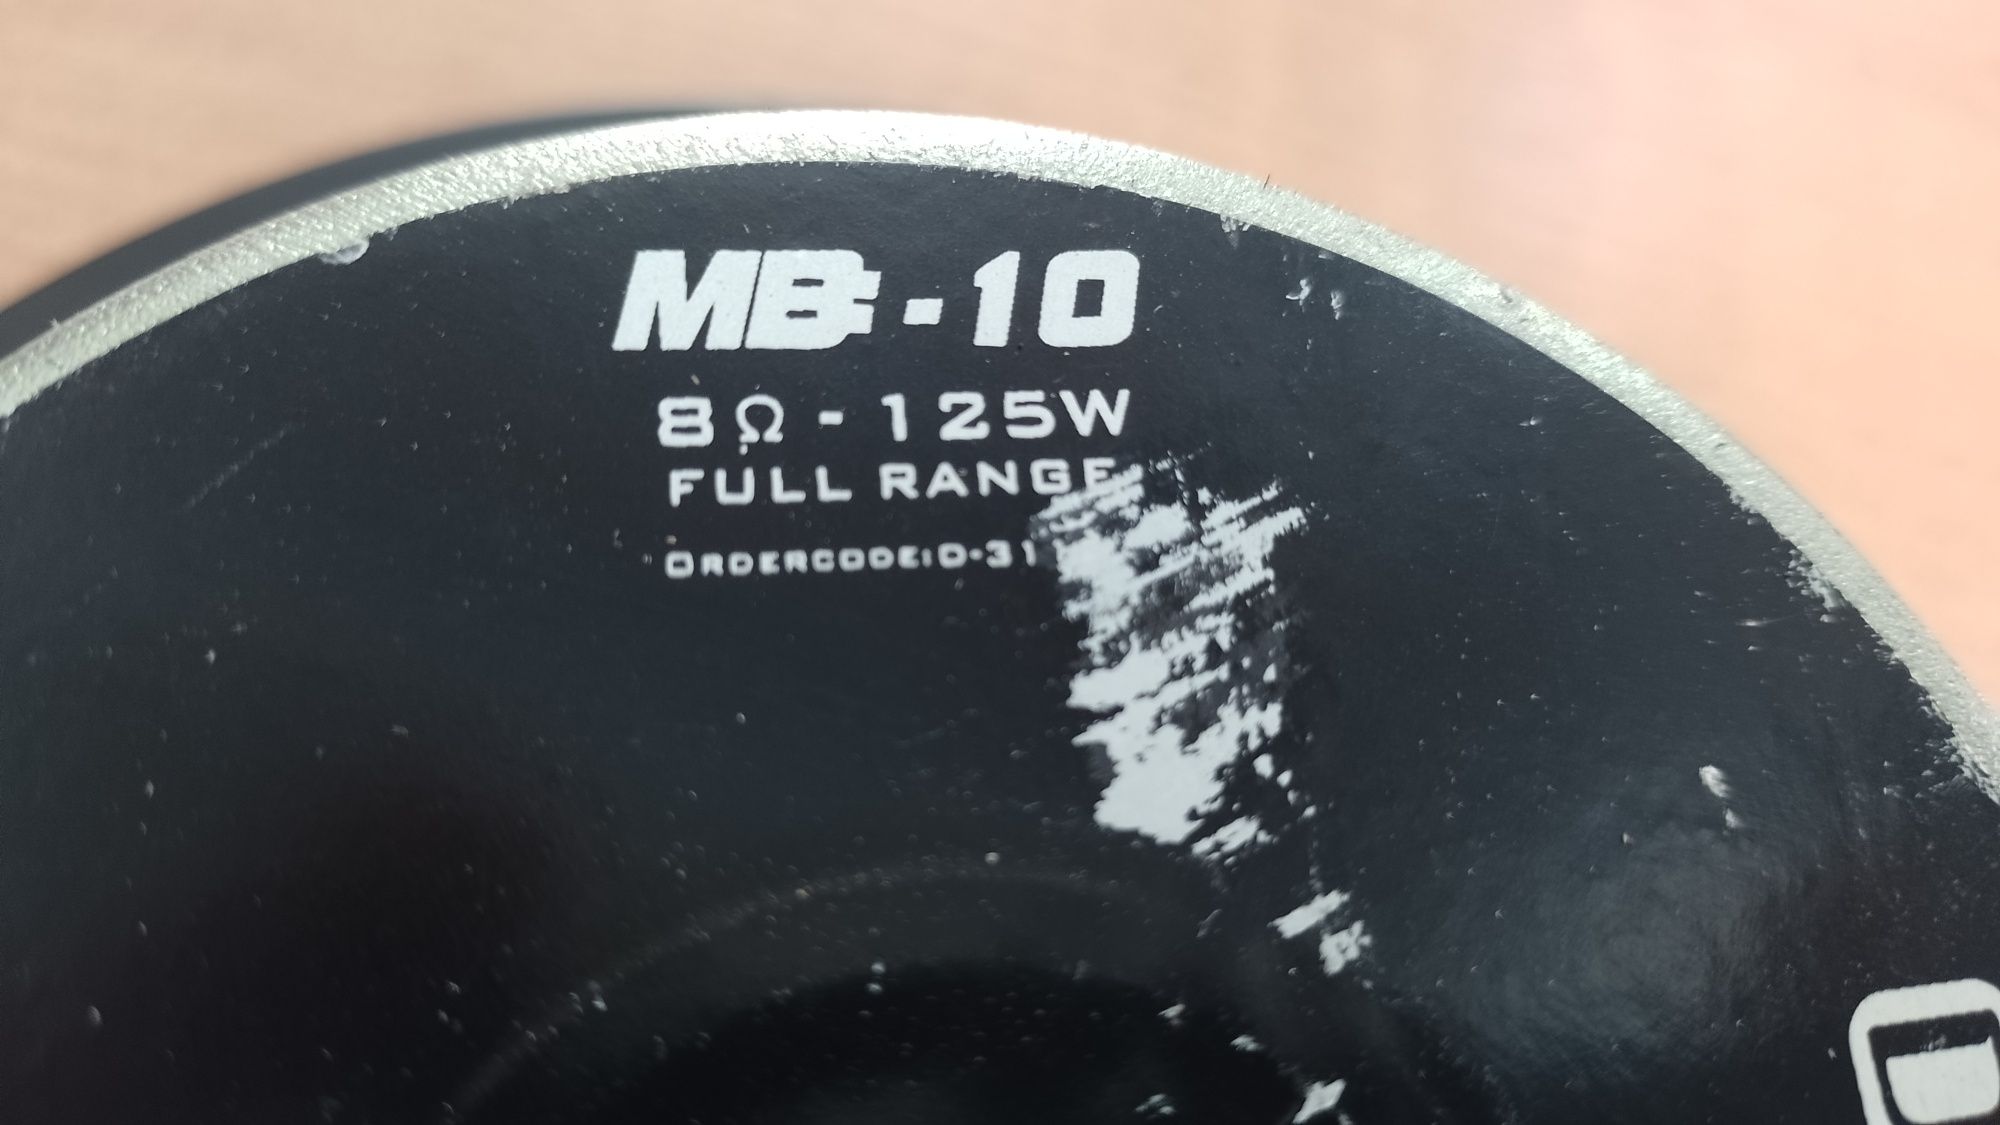 MB-10
8Ω-125W
FULL RANGE
ORDERCODE:D-31